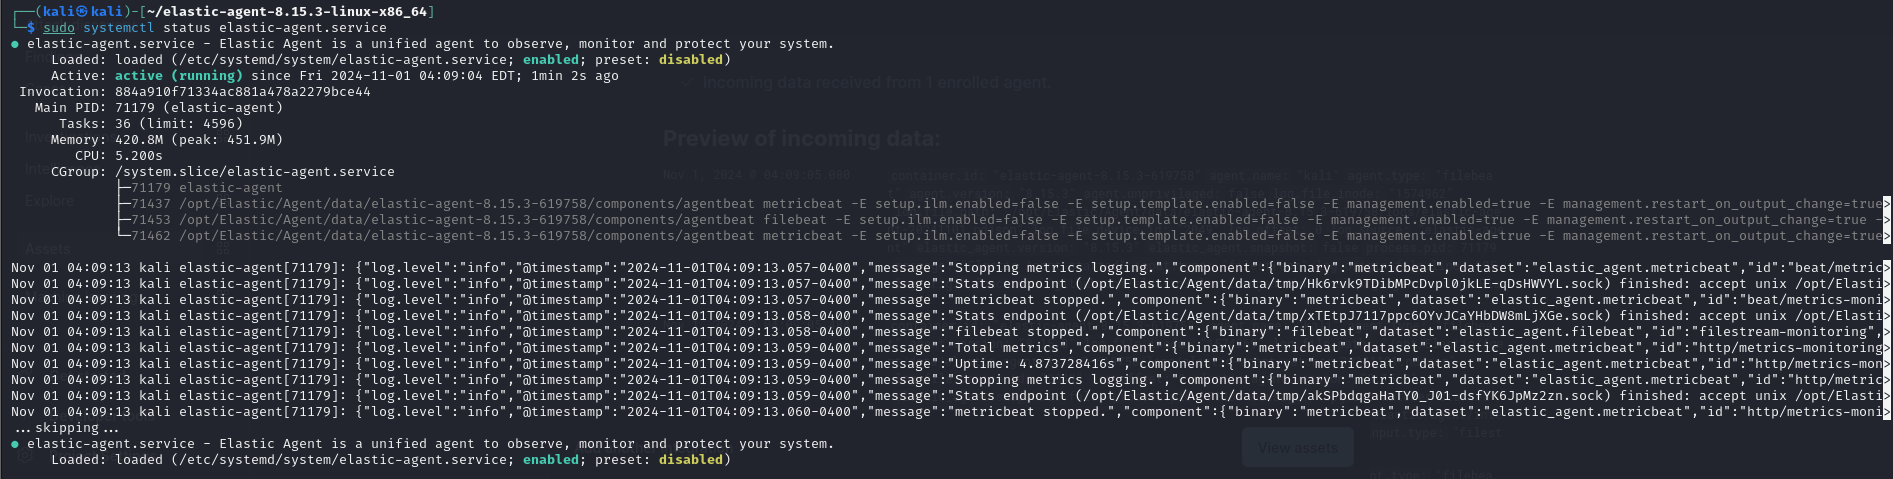 ┌──(kali㉿kali)-[~/elastic-agent-8.15.3-linux-x86_64]
└─$ sudo systemctl status elastic-agent.service
● elastic-agent.service - Elastic Agent is a unified agent to observe, monitor and protect your system.
Loaded: loaded (/etc/systemd/system/elastic-agent.service; enabled; preset: disabled)
Active: active (running) since Fri 2024-11-01 04:09:04 EDT; 1min 2s ago
Incoming data received from 1 enrolled agent.
Invocation: 884a910f71334ac881a478a2279bce44
Main PID: 71179 (elastic-agent)
Tasks: 36 (limit: 4596)
Memory: 420.8M (peak: 451.9M)
Preview of incoming data:
CPU: 5.200s
CGroup: /system.slice/elastic-agent.service
├─71179 elastic-agent
Explore
├─71437 /opt/Elastic/Agent/data/elastic-agent-8.15.3-619758/components/agentbeat metricbeat -E setup.ilm.enabled=false -E setup.template.enabled=false -E management.enabled=true -E management.restart_on_output_change=true>
├─71453 /opt/Elastic/Agent/data/elastic-agent-8.15.3-619758/components/agentbeat filebeat -E setup.ilm.enabled=false -E setup.template.enabled=false -E management.enabled=true -E management.restart_on_output_change=true ->
└─71462 /opt/Elastic/Agent/data/elastic-agent-8.15.3-619758/components/agentbeat metricbeat -E setup.ilm.enabled=false -E setup.template.enabled=false -E management.enabled=true -E management.restart_on_output_change=true>
Assets
Nov 01 04:09:13 kali elastic-agent[71179]: {"log.level":"info","@timestamp":"2024-11-01T04:09:13.057-0400","message":"Stopping metrics logging.","component":{"binary":"metricbeat","dataset":"elastic_agent.metricbeat","id":"beat/metric>
Nov 01 04:09:13 kali elastic-agent[71179]: {"log.level":"info","@timestamp":"2024-11-01T04:09:13.057-0400","message":"Stats endpoint (/opt/Elastic/Agent/data/tmp/Hk6rvk9TDibMPcDvpl0jkLE-qDsHWVYL.sock) finished: accept unix /opt/Elasti>
Nov 01 04:09:13 kali elastic-agent[71179]: {"log.level":"info","@timestamp":"2024-11-01T04:09:13.057-0400","message":"metricbeat stopped.","component":{"binary":"metricbeat","dataset":"elastic_agent.metricbeat","id":"beat/metrics-moni>
Nov 01 04:09:13 kali elastic-agent[71179]: {"log.level":"info","@timestamp":"2024-11-01T04:09:13.058-0400","message":"Stats endpoint (/opt/Elastic/Agent/data/tmp/xTEtpJ7117ppc6OYvJCaYHbDW8mLjXGe.sock) finished: accept unix /opt/Elasti>
Nov 01 04:09:13 kali elastic-agent[71179]: {"log.level":"info","@timestamp":"2024-11-01T04:09:13.059-0400","message":"filebeat stopped.","component":{"binary":"filebeat","dataset":"elastic_agent.filebeat","id":"filestream-monitoring",>
Nov 01 04:09:13 kali elastic-agent[71179]: {"log.level":"info","@timestamp":"2024-11-01T04:09:13.059-0400","message":"Total metrics","component":{"binary":"metricbeat","dataset":"elastic_agent.metricbeat","id":"http/metrics-monitoring>
Nov 01 04:09:13 kali elastic-agent[71179]: {"log.level":"info","@timestamp":"2024-11-01T04:09:13.059-0400","message":"Uptime: 4.873728416s","component":{"binary":"metricbeat","dataset":"elastic_agent.metricbeat","id":"http/metrics-mon>
Nov 01 04:09:13 kali elastic-agent[71179]: {"log.level":"info","@timestamp":"2024-11-01T04:09:13.059-0400","message":"Stopping metrics logging.","component":{"binary":"metricbeat","dataset":"elastic_agent.metricbeat","id":"http/metric>
Nov 01 04:09:13 kali elastic-agent[71179]: {"log.level":"info","@timestamp":"2024-11-01T04:09:13.059-0400","message":"Stats endpoint (/opt/Elastic/Agent/data/tmp/akSPbdqgaHaTY0_J01-dsfYK6JpMz2zn.sock) finished: accept unix /opt/Elasti>
Nov 01 04:09:13 kali elastic-agent[71179]: {"log.level":"info","@timestamp":"2024-11-01T04:09:13.060-0400","message":"metricbeat stopped.","component":{"binary":"metricbeat","dataset":"elastic_agent.metricbeat","id":"http/metrics-moni>
...skipping...
● elastic-agent.service - Elastic Agent is a unified agent to observe, monitor and protect your system.
View assets
Loaded: loaded (/etc/systemd/system/elastic-agent.service; enabled; preset: disabled)